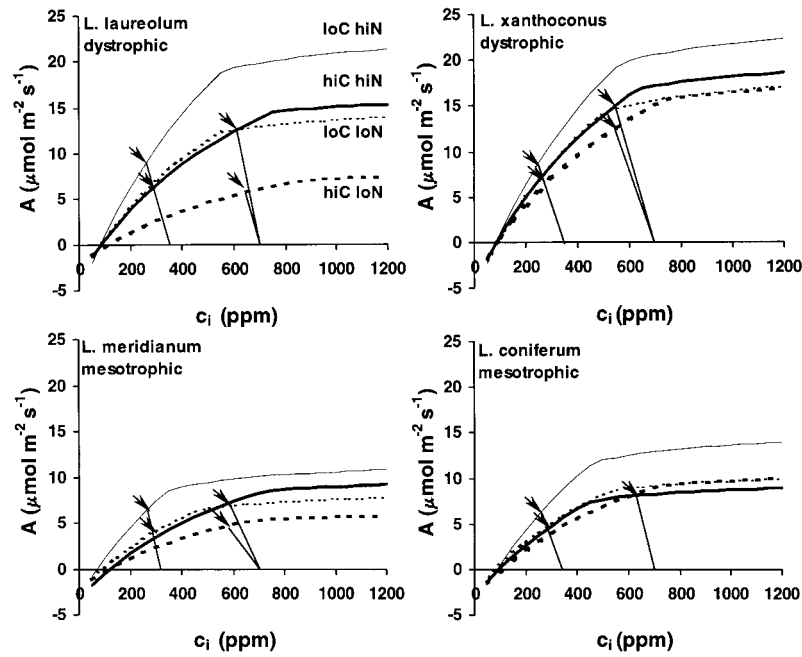 L. laureolum
dystrophic
loC hiN
hiC hiN
loC loN
hiC loN
25
20
15
10
5
0
-5
A (μmol m⁻² s⁻¹)
0 200 400 600 800 1000 1200
cᵢ (ppm)
L. xanthoconus
dystrophic
25
20
15
10
5
0
-5
A (μmol m⁻² s⁻¹)
0 200 400 600 800 1000 1200
cᵢ (ppm)
L. meridianum
mesotrophic
25
20
15
10
5
0
-5
A (μmol m⁻² s⁻¹)
0 200 400 600 800 1000 1200
cᵢ (ppm)
L. coniferum
mesotrophic
25
20
15
10
5
0
-5
A (μmol m⁻² s⁻¹)
0 200 400 600 800 1000 1200
cᵢ (ppm)